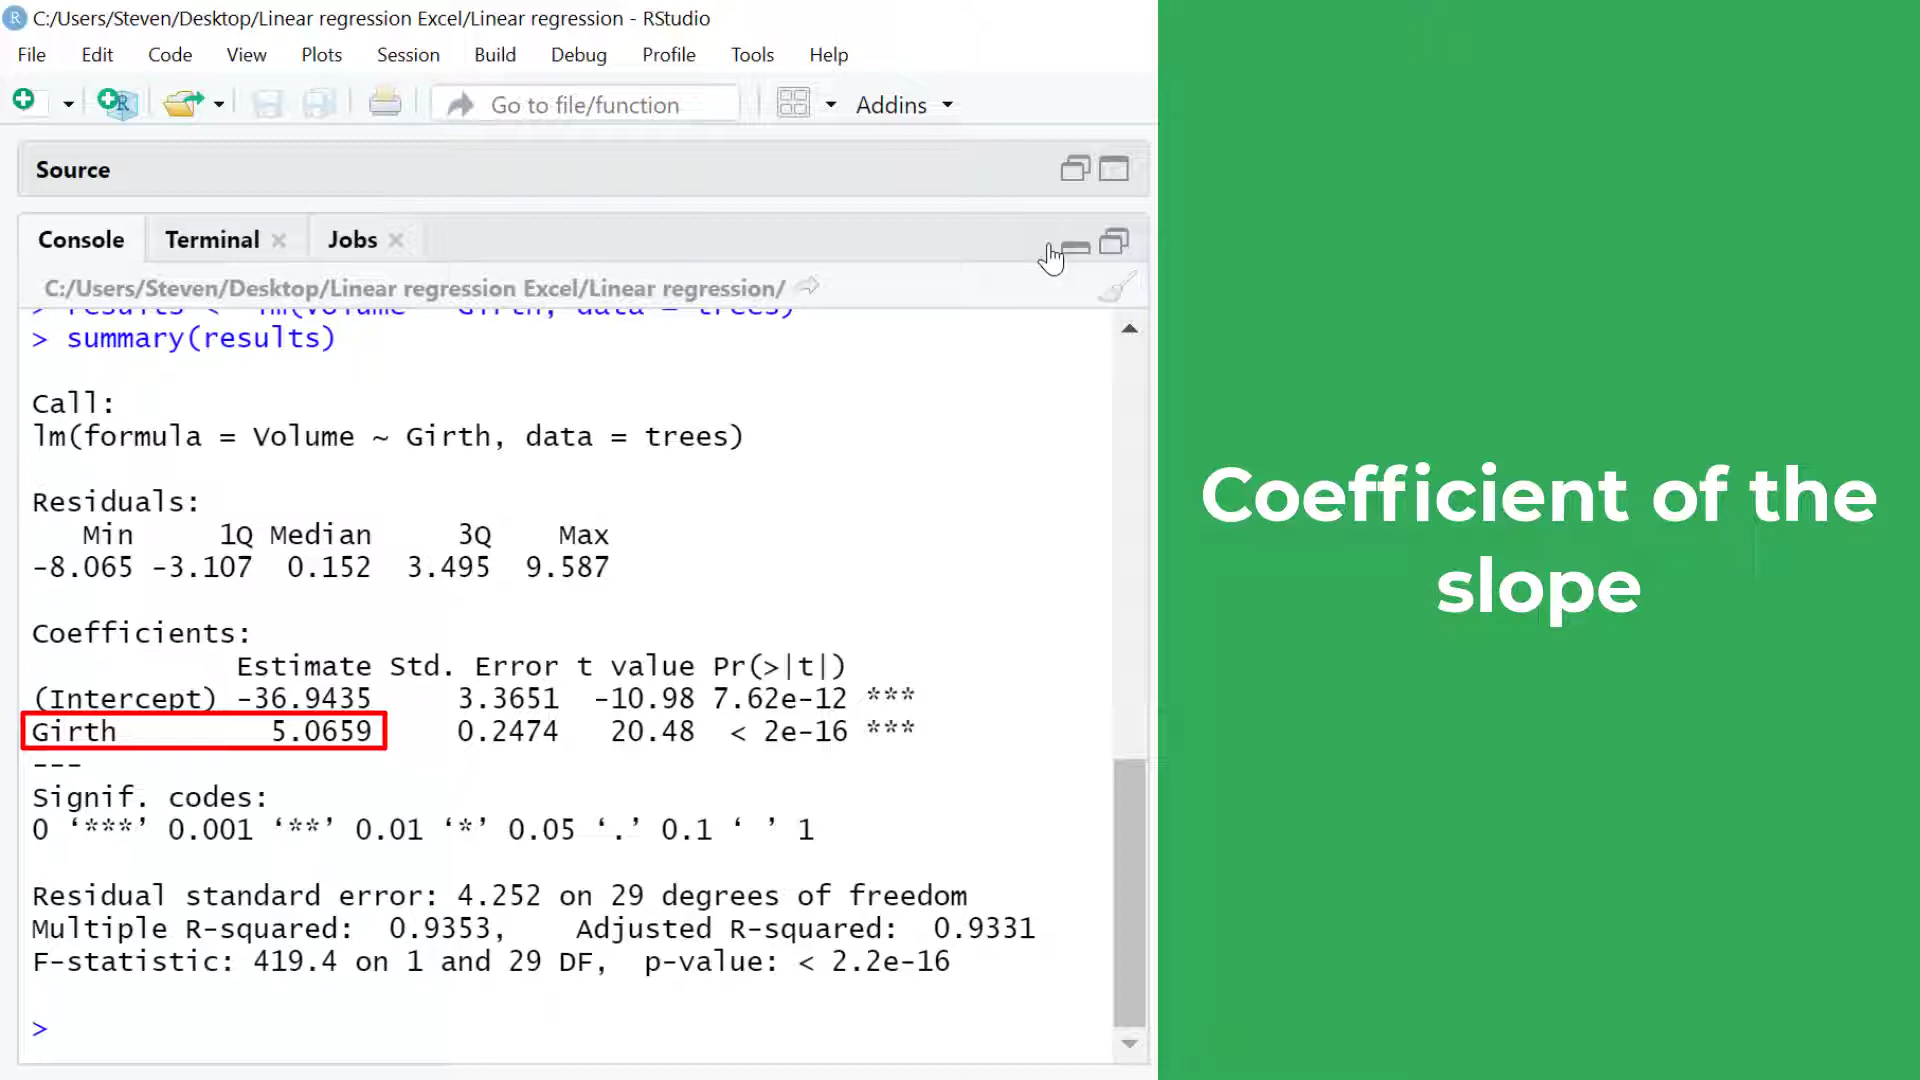 C:/Users/Steven/Desktop/Linear regression Excel/Linear regression - RStudio
File Edit Code View Plots Session Build Debug Profile Tools Help
Go to file/function Addins
Source
Console Terminal Jobs
C:/Users/Steven/Desktop/Linear regression Excel/Linear regression/
> results <- lm(Volume ~ Girth, data = trees)
> summary(results)
Call:
lm(formula = Volume ~ Girth, data = trees)
Residuals:
Min 1Q Median 3Q Max
-8.065 -3.107 0.152 3.495 9.587
Coefficients:
Estimate Std. Error t value Pr(>|t|)
(Intercept) -36.9435 3.3651 -10.98 7.62e-12 ***
Girth 5.0659 0.2474 20.48 < 2e-16 ***
---
Signif. codes:
0 ‘***’ 0.001 ‘**’ 0.01 ‘*’ 0.05 ‘.’ 0.1 ‘ ’ 1
Residual standard error: 4.252 on 29 degrees of freedom
Multiple R-squared: 0.9353, Adjusted R-squared: 0.9331
F-statistic: 419.4 on 1 and 29 DF, p-value: < 2.2e-16
>
Coefficient of the
slope